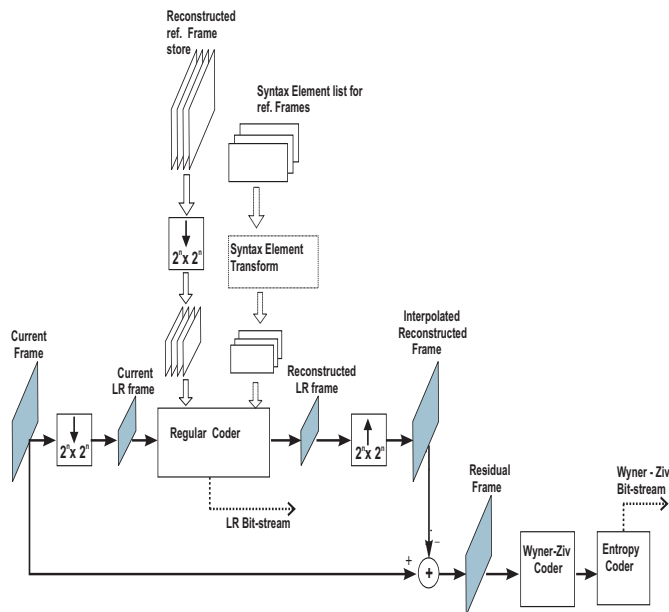 Reconstructed
ref. Frame
store
Syntax Element list for
ref. Frames
2ⁿx 2ⁿ
Syntax Element
Transform
Current
Frame
Current
LR frame
Reconstructed
LR frame
Interpolated
Reconstructed
Frame
2ⁿx 2ⁿ
Regular Coder
2ⁿx 2ⁿ
LR Bit-stream
Residual
Frame
Wyner - Ziv
Bit-stream
+
−
+
Wyner-Ziv
Coder
Entropy
Coder